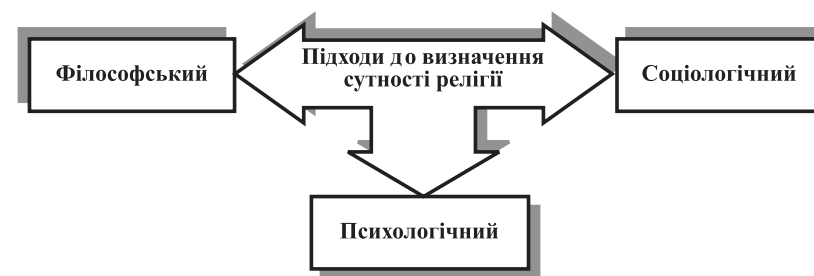 Підходи до визначення
сутності релігії
Філософський
Соціологічний
Психологічний